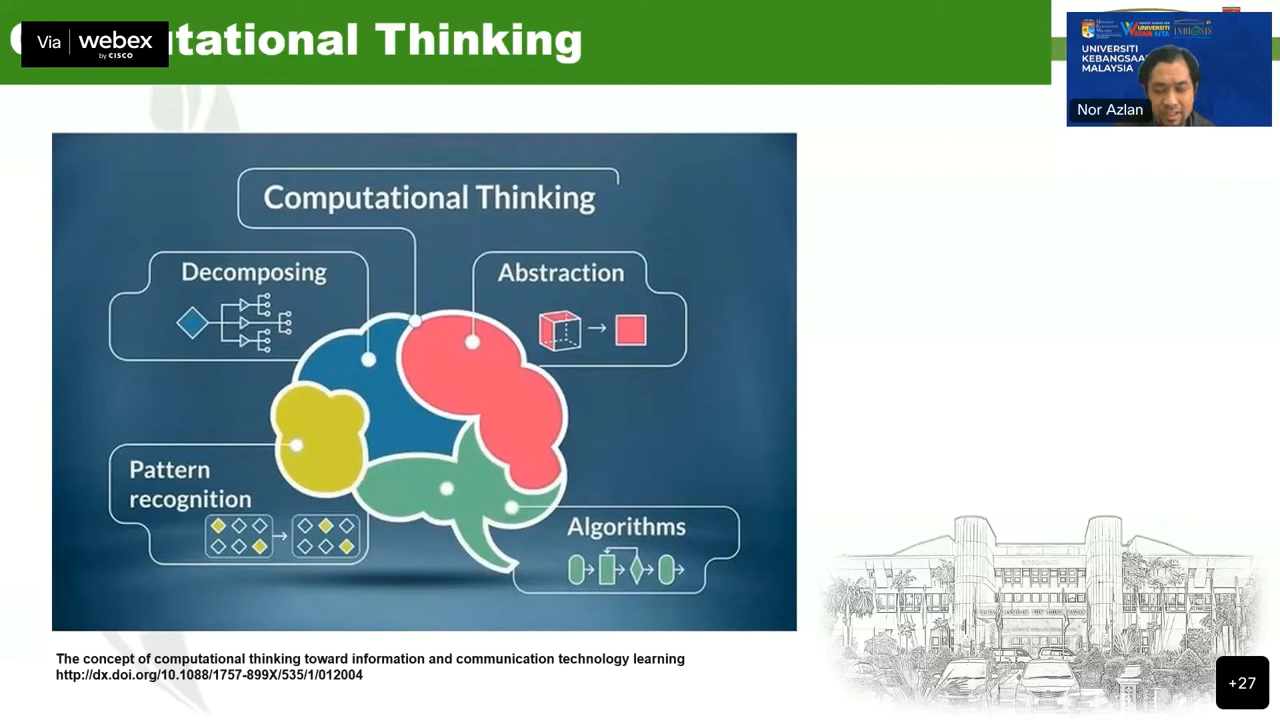 Via webex
by CISCO
utational Thinking
UNIVERSITI
KEBANGSA
MALAYSIA
Nor Azlan
Computational Thinking
Decomposing
Abstraction
Pattern
recognition
Algorithms
The concept of computational thinking toward information and communication technology learning
http://dx.doi.org/10.1088/1757-899X/535/1/012004
+27